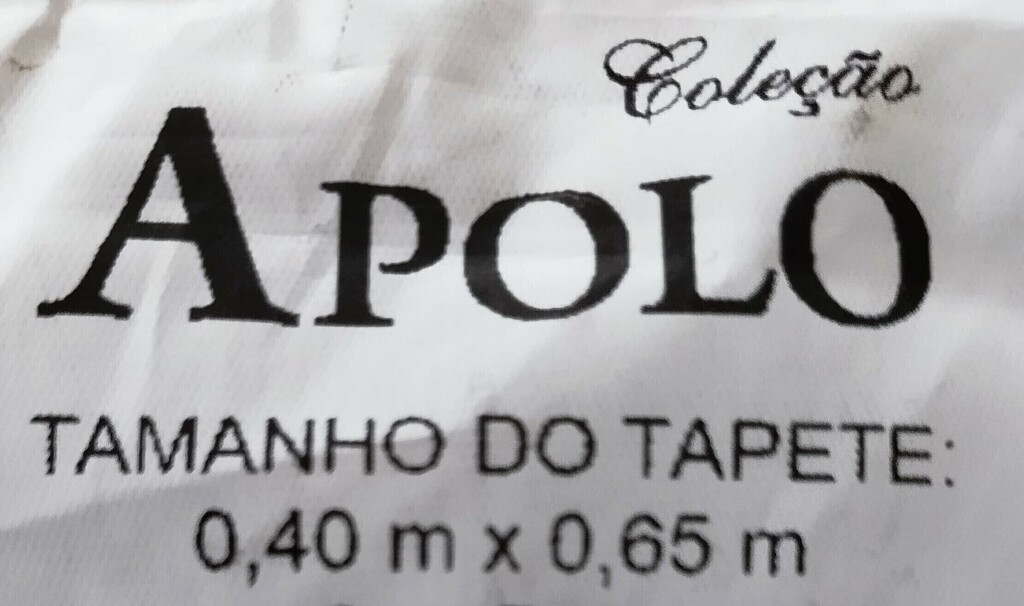 Coleção
APOLO
TAMANHO DO TAPETE:
0,40 m x 0,65 m